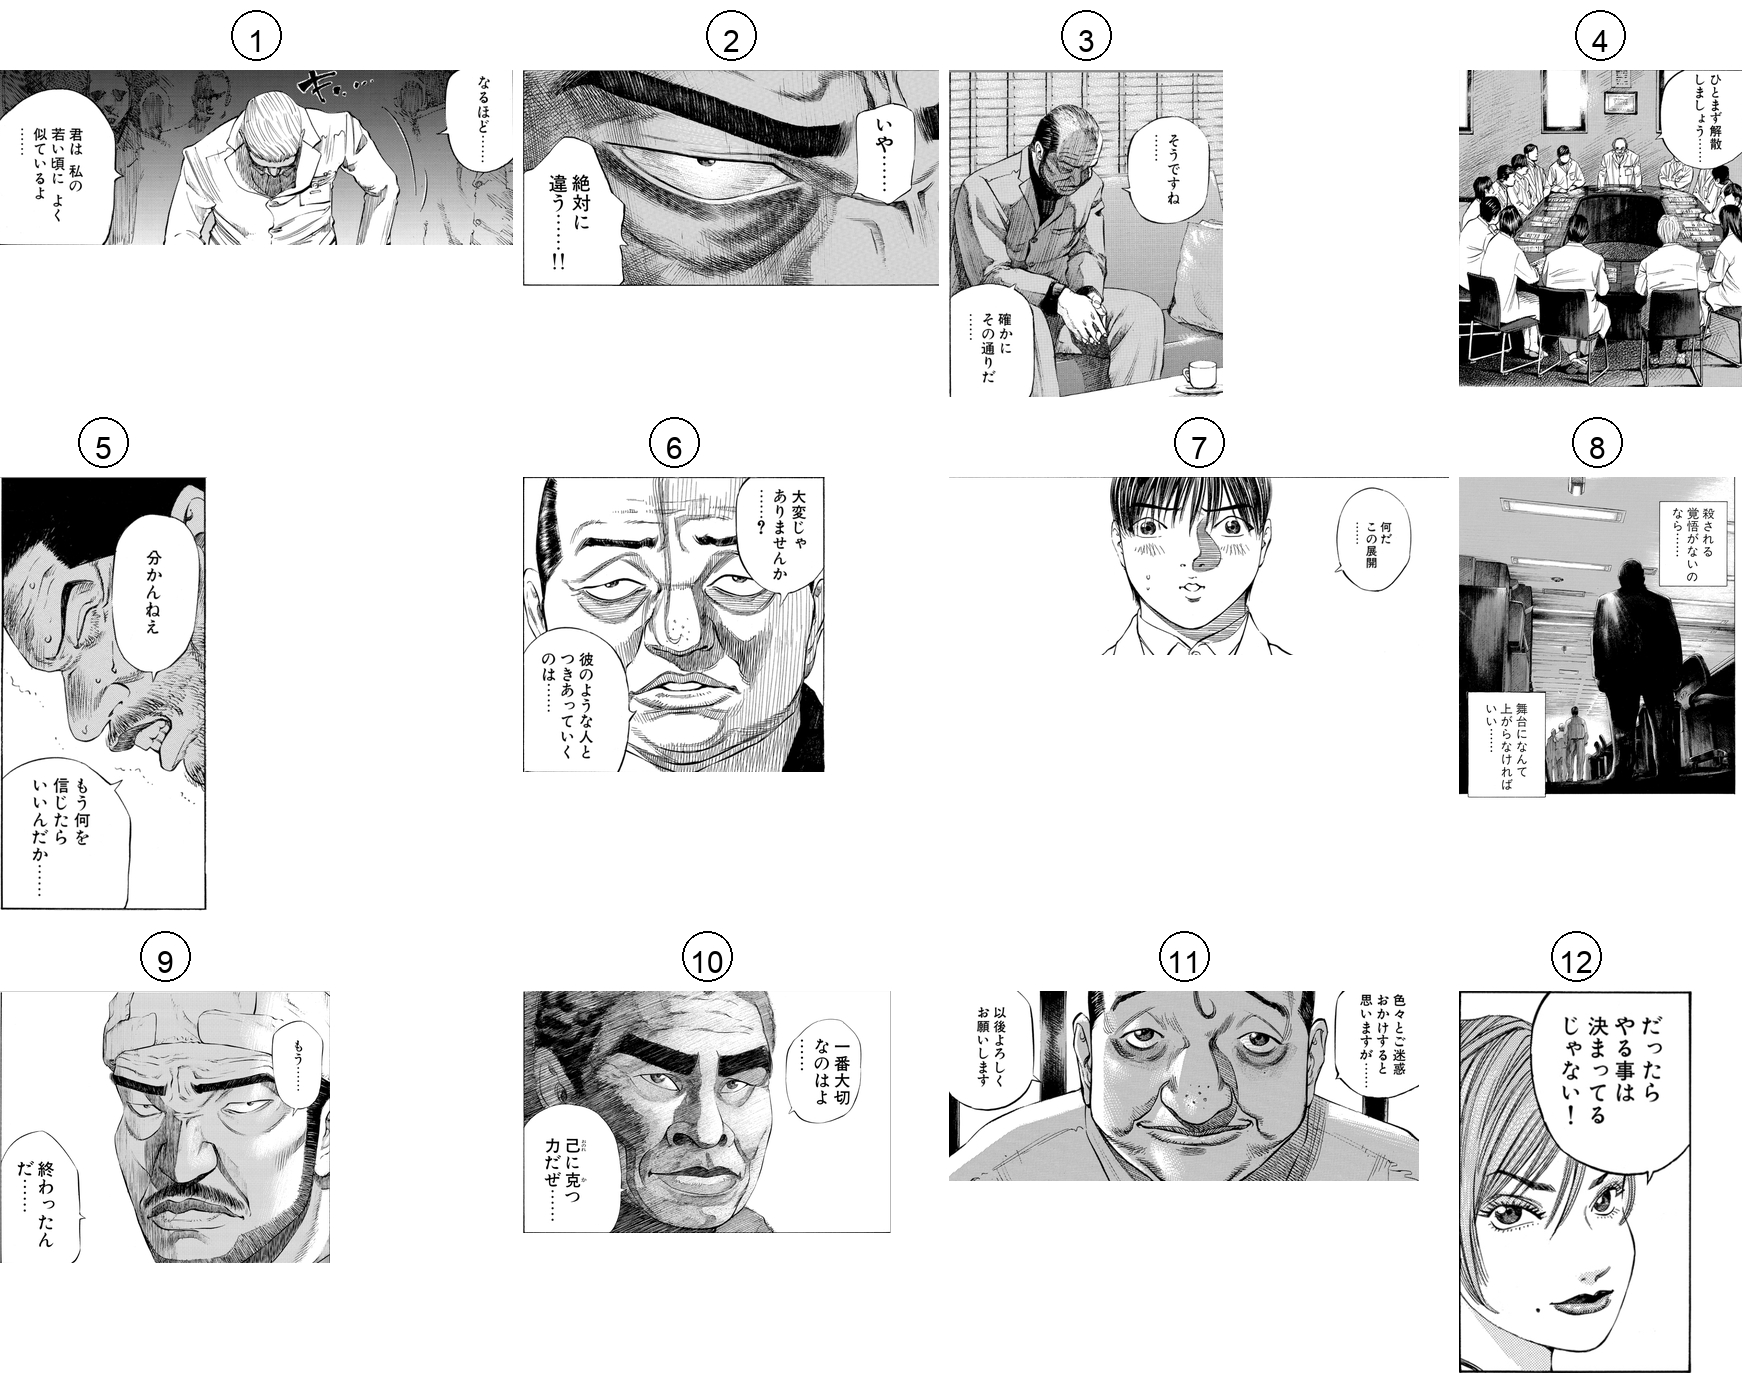 1
なるほど……
君は 私の
若い頃に よく
似ているよ
……
2
いや……
絶対に
違う……!!
3
そうですね
……
確かに
その通りだ
……
4
ひとまず解散
しましょう……
5
分かんねえ
もう何を
信じたら
いいんだか……
6
大変じゃ
ありませんか
……?
彼のような人と
つきあっていく
のは……
7
何だ
この展開
……
8
殺される
覚悟がないの
なら……
舞台になんて
上がらなければ
いい……
9
もう……
終わったん
だ……
10
一番大切
なのはよ
……
己に克つ
おのれ
か
力だぜ……
11
色々とご迷惑
おかけすると
思いますが……
以後よろしく
お願いします
12
だったら
やる事は
決まってる
じゃない!